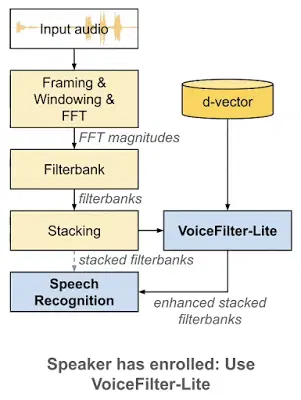 Input audio
Framing &
Windowing &
FFT
FFT magnitudes
d-vector
Filterbank
filterbanks
Stacking
VoiceFilter-Lite
stacked filterbanks
Speech
Recognition
enhanced stacked
filterbanks
Speaker has enrolled: Use
VoiceFilter-Lite